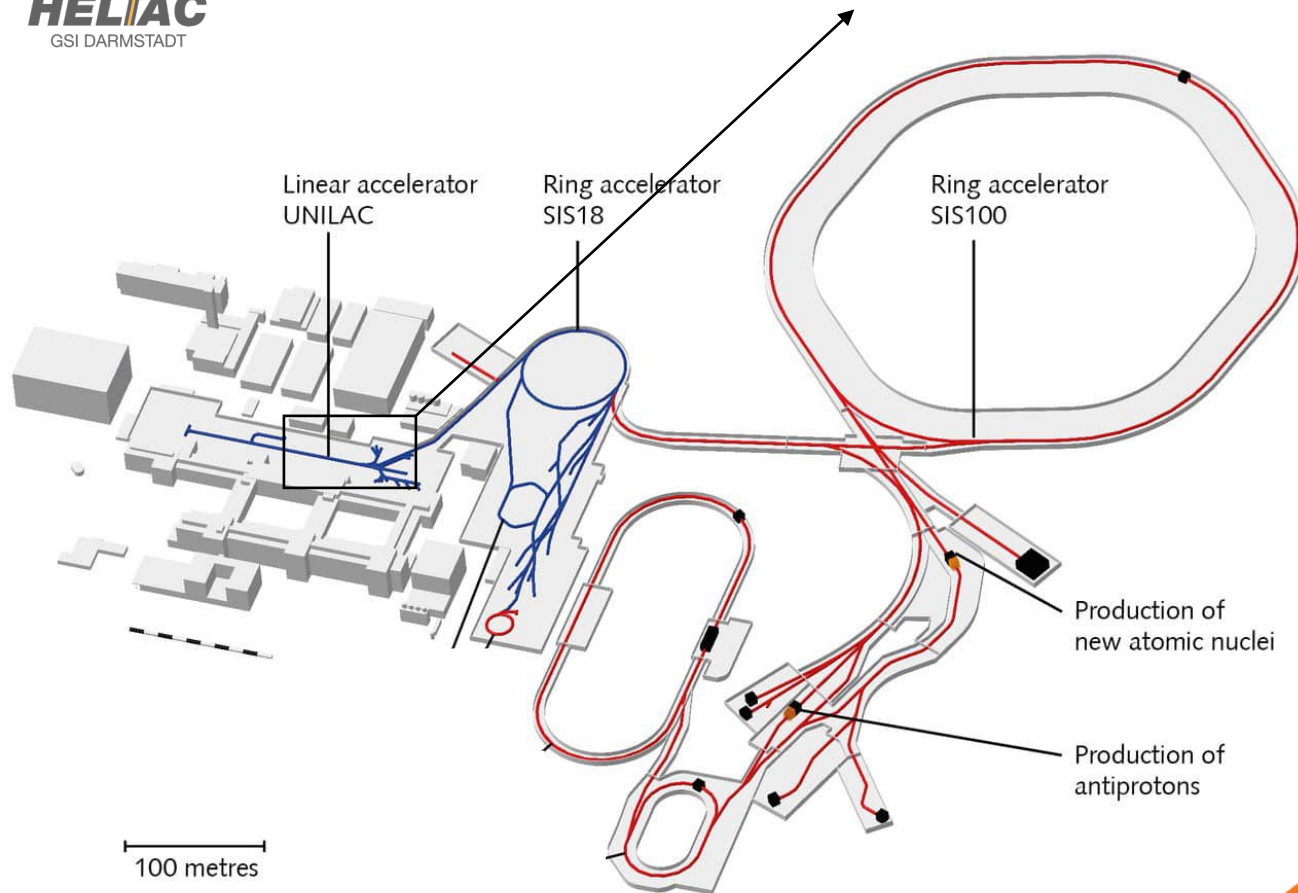 HELIAC
GSI DARMSTADT
Linear accelerator
UNILAC
Ring accelerator
SIS18
Ring accelerator
SIS100
Production of
new atomic nuclei
Production of
antiprotons
100 metres